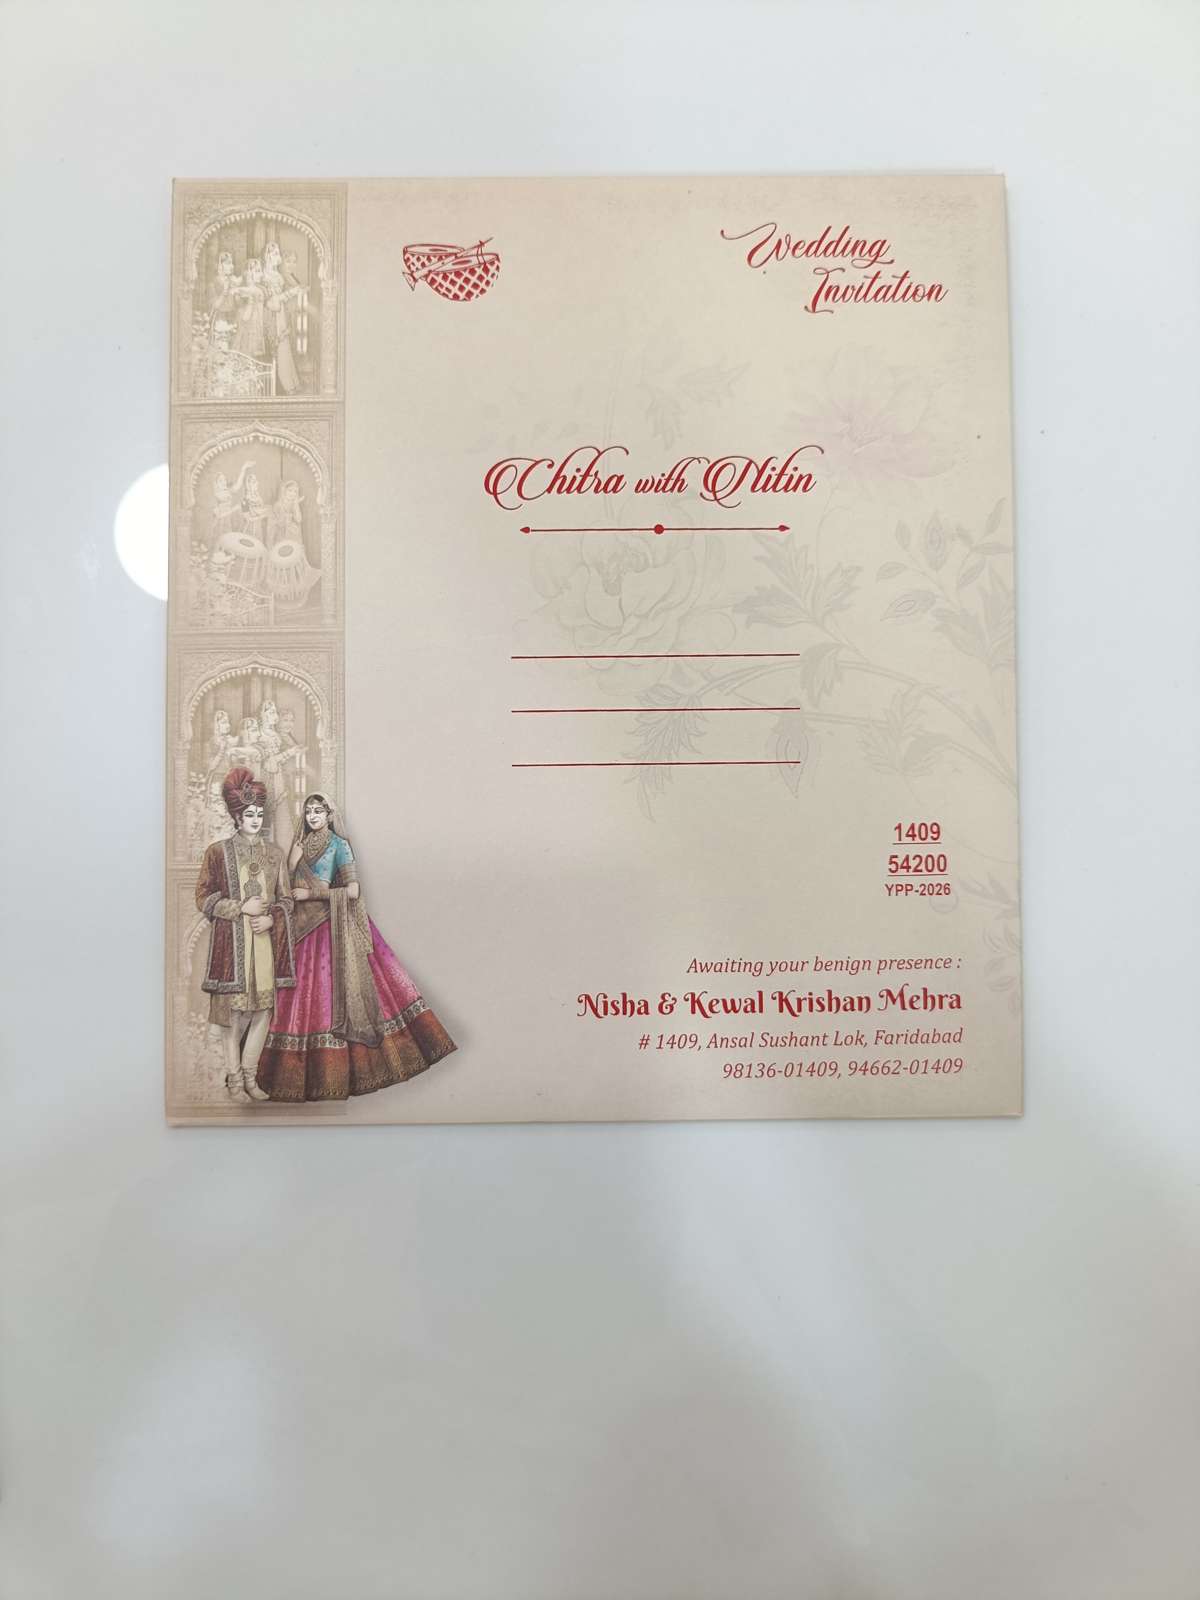 Wedding
Invitation
Chitra with Nitin
1409
54200
YPP-2026
Awaiting your benign presence :
Nisha & Kewal Krishan Mehra
# 1409, Ansal Sushant Lok, Faridabad
98136-01409, 94662-01409